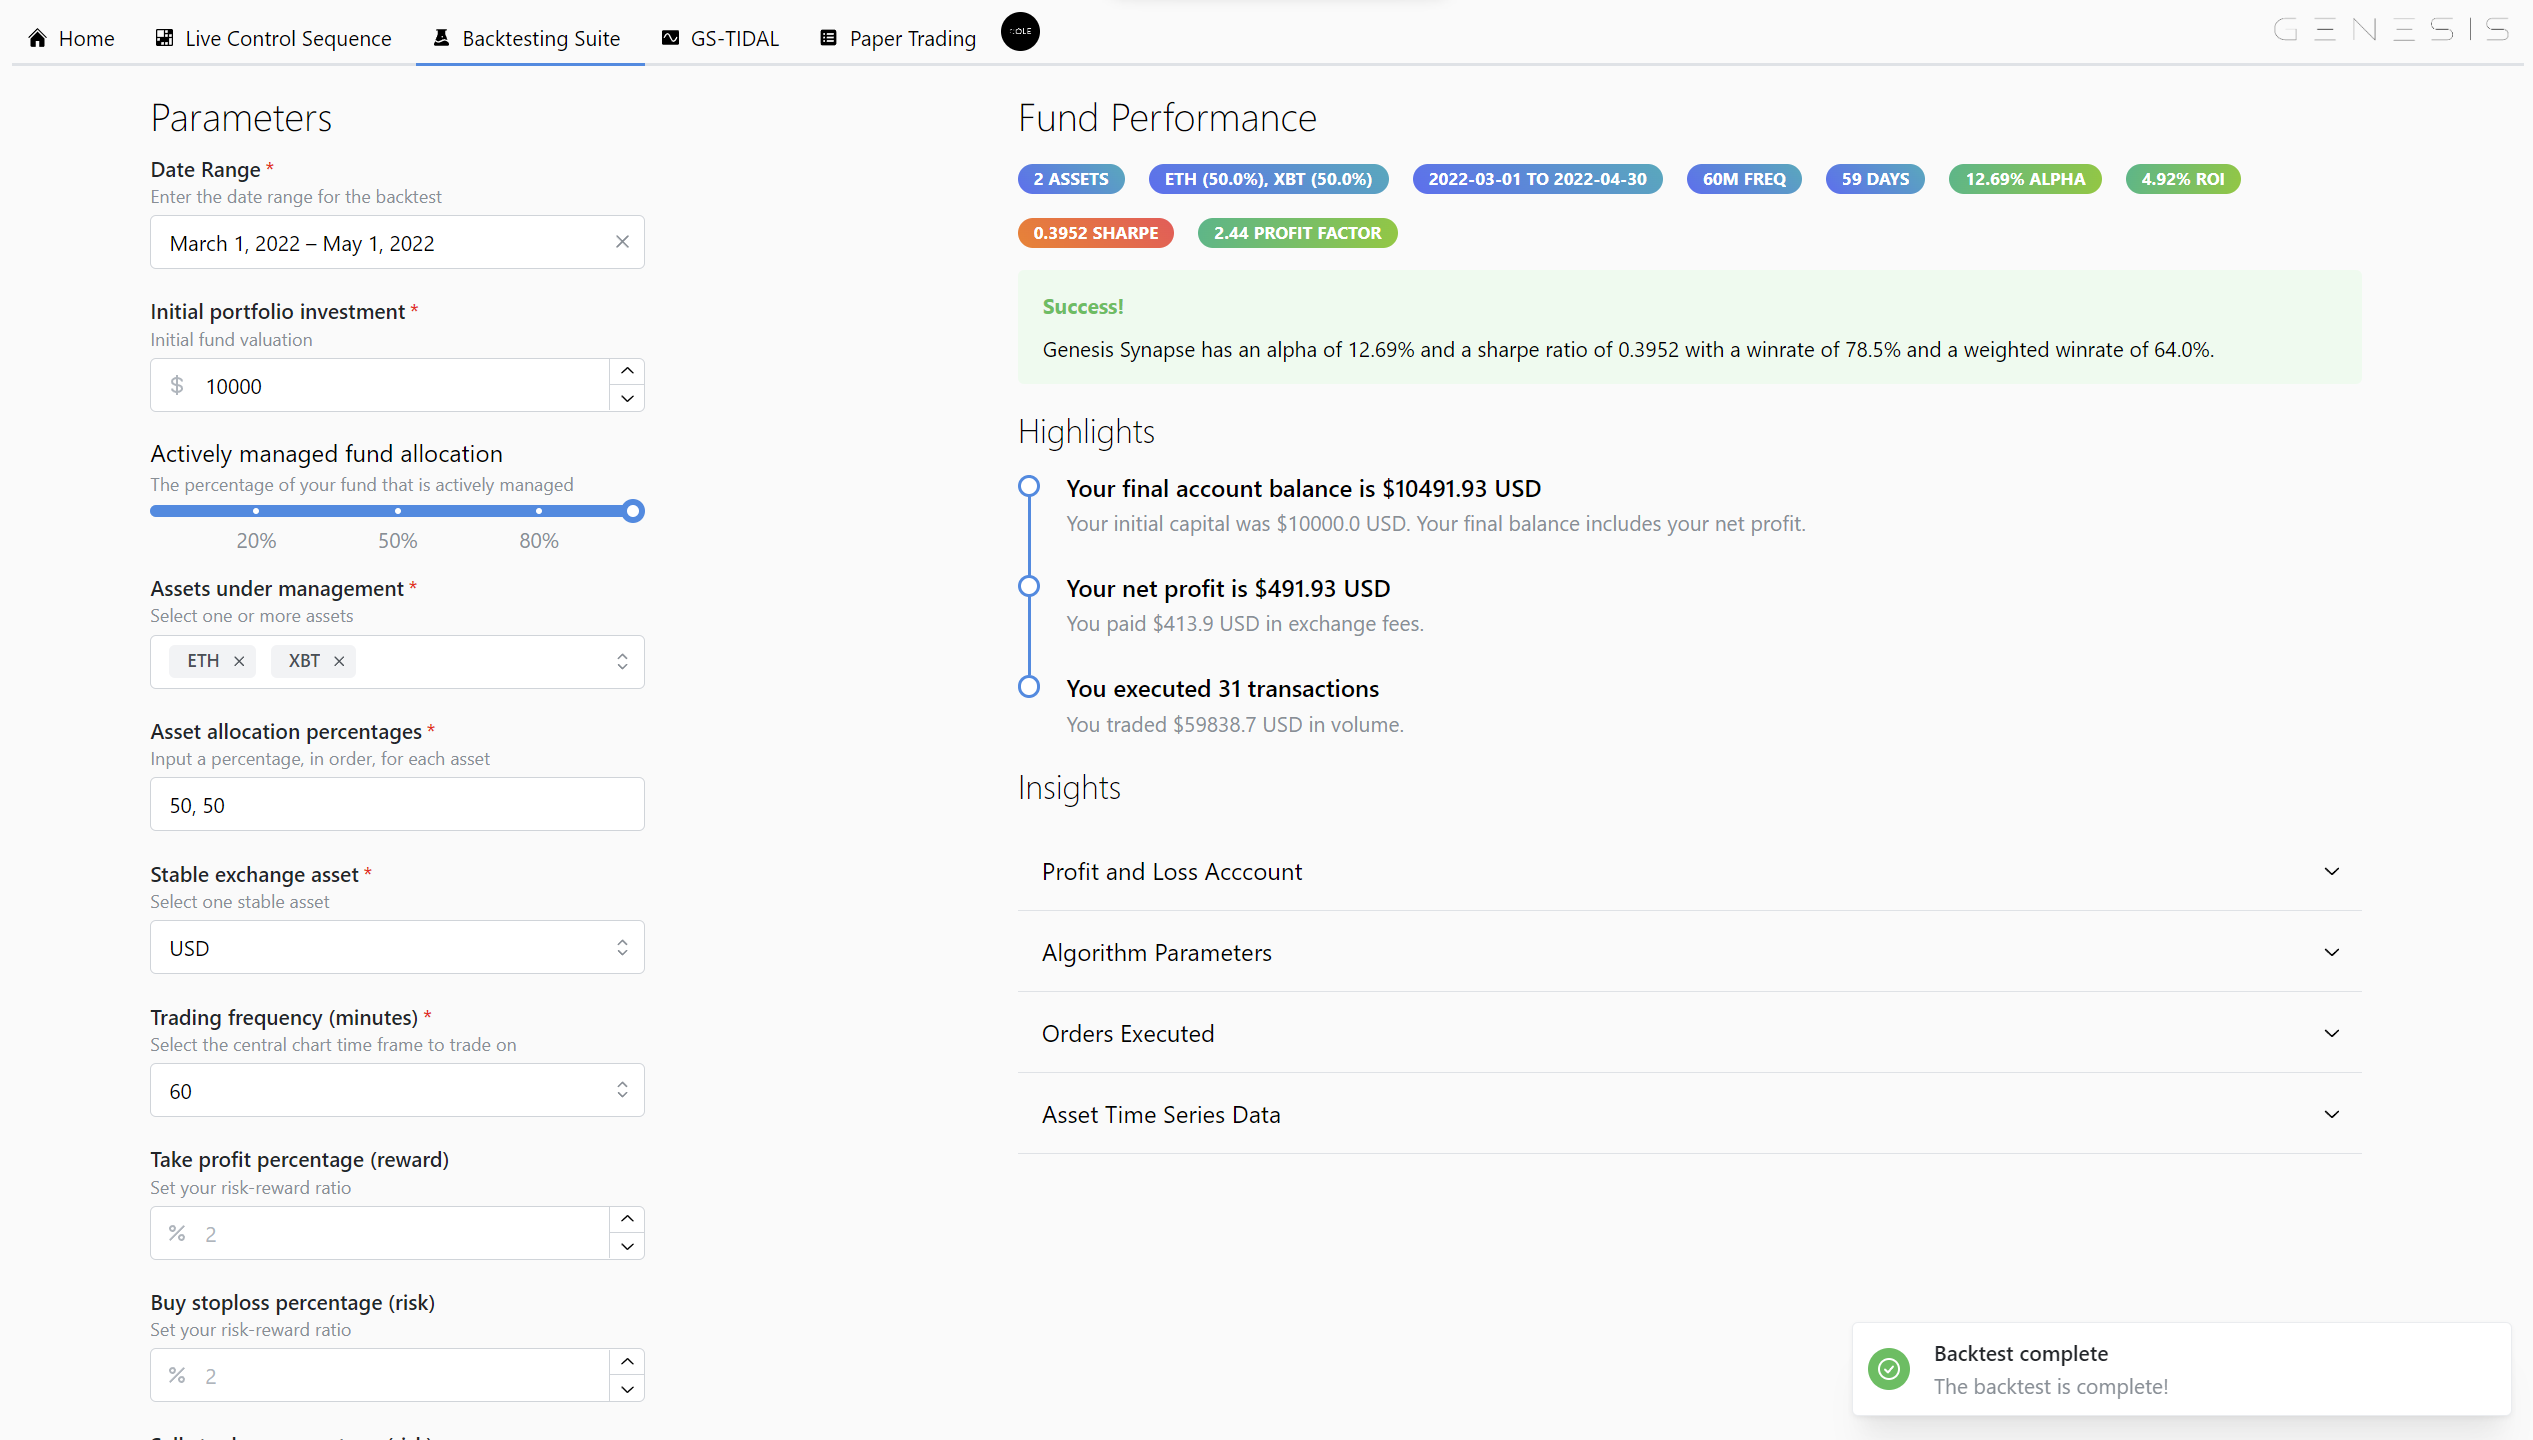 Home
Live Control Sequence
Backtesting Suite
GS-TIDAL
Paper Trading
GENESIS
Parameters
Date Range *
Enter the date range for the backtest
March 1, 2022 – May 1, 2022
Initial portfolio investment *
Initial fund valuation
$ 10000
Actively managed fund allocation
The percentage of your fund that is actively managed
20% 50% 80%
Assets under management *
Select one or more assets
ETH XBT
Asset allocation percentages *
Input a percentage, in order, for each asset
50, 50
Stable exchange asset *
Select one stable asset
USD
Trading frequency (minutes) *
Select the central chart time frame to trade on
60
Take profit percentage (reward)
Set your risk-reward ratio
% 2
Buy stoploss percentage (risk)
Set your risk-reward ratio
% 2
Fund Performance
2 ASSETS
ETH (50.0%), XBT (50.0%)
2022-03-01 TO 2022-04-30
60M FREQ
59 DAYS
12.69% ALPHA
4.92% ROI
0.3952 SHARPE
2.44 PROFIT FACTOR
Success!
Genesis Synapse has an alpha of 12.69% and a sharpe ratio of 0.3952 with a winrate of 78.5% and a weighted winrate of 64.0%.
Highlights
Your final account balance is $10491.93 USD
Your initial capital was $10000.0 USD. Your final balance includes your net profit.
Your net profit is $491.93 USD
You paid $413.9 USD in exchange fees.
You executed 31 transactions
You traded $59838.7 USD in volume.
Insights
Profit and Loss Acccount
Algorithm Parameters
Orders Executed
Asset Time Series Data
Backtest complete
The backtest is complete!